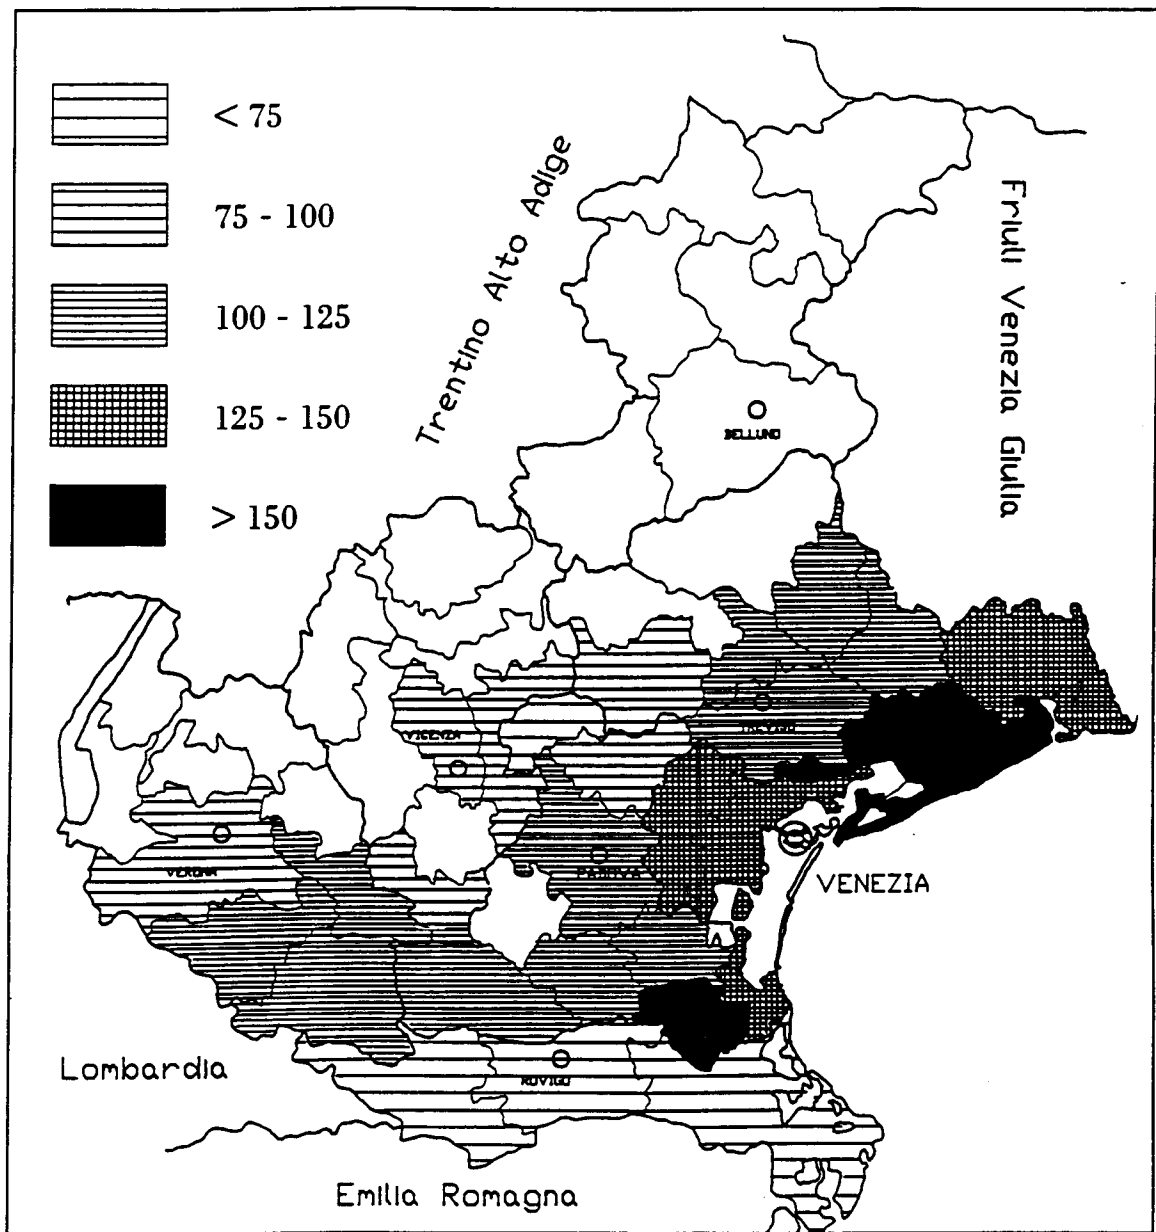 < 75
75 - 100
100 - 125
125 - 150
> 150
Trentino Alto Adige
Friuli Venezia Giulia
BELLUNO
TREVISO
VICENZA
VERONA
PADOVA
VENEZIA
ROVIGO
Lombardia
Emilia Romagna